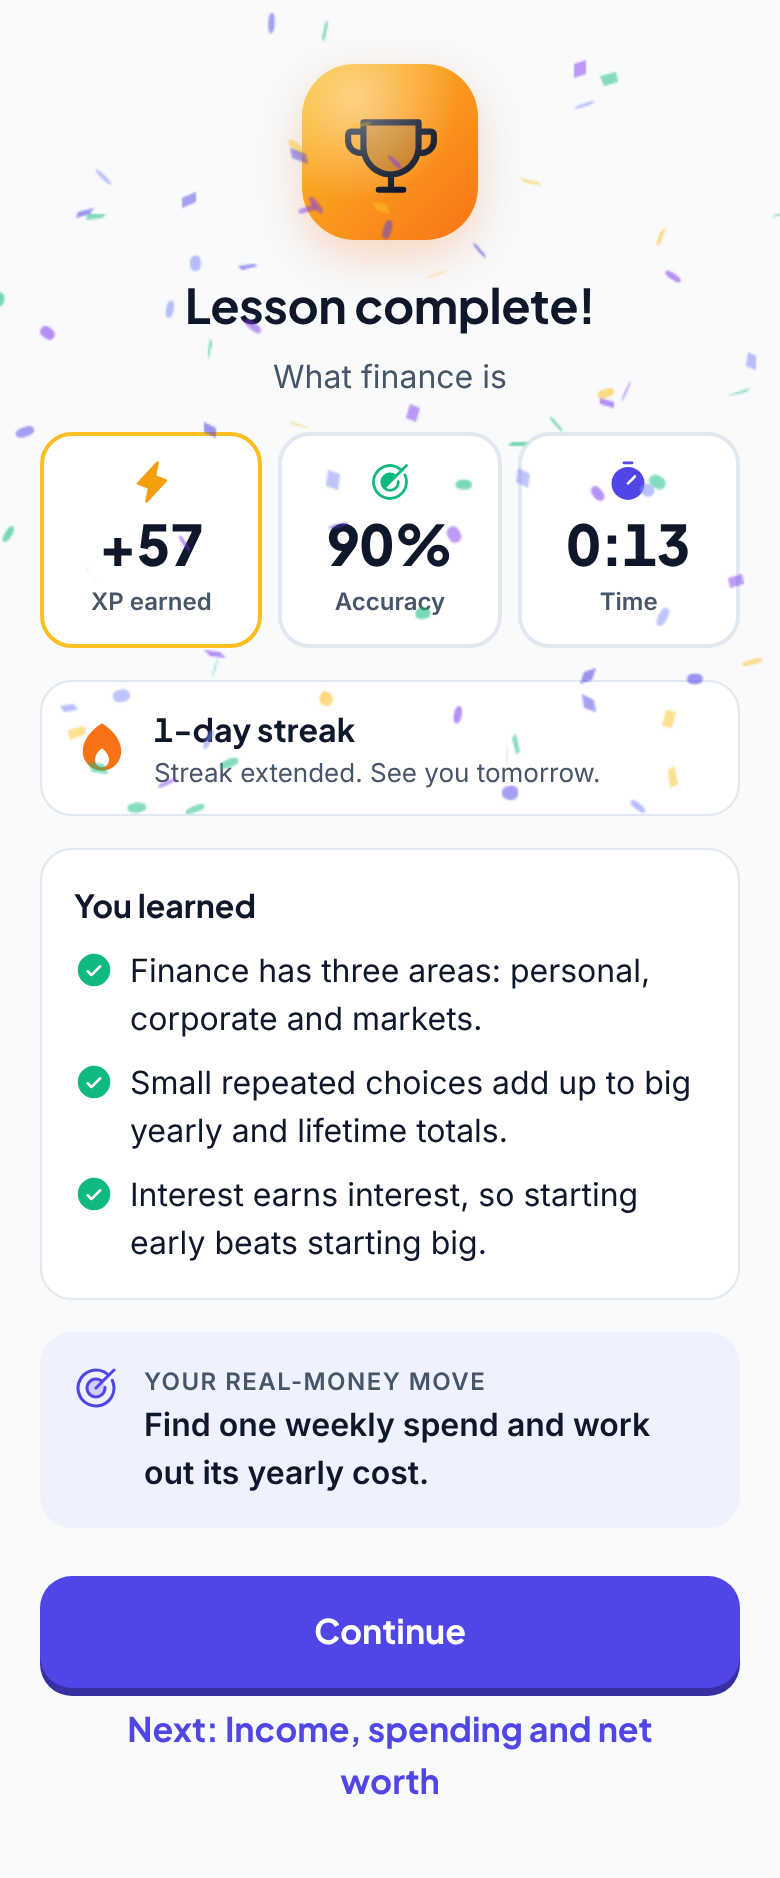 Lesson complete!
What finance is
+57
XP earned
90%
Accuracy
0:13
Time
1-day streak
Streak extended. See you tomorrow.
You learned
Finance has three areas: personal,
corporate and markets.
Small repeated choices add up to big
yearly and lifetime totals.
Interest earns interest, so starting
early beats starting big.
YOUR REAL-MONEY MOVE
Find one weekly spend and work
out its yearly cost.
Continue
Next: Income, spending and net
worth